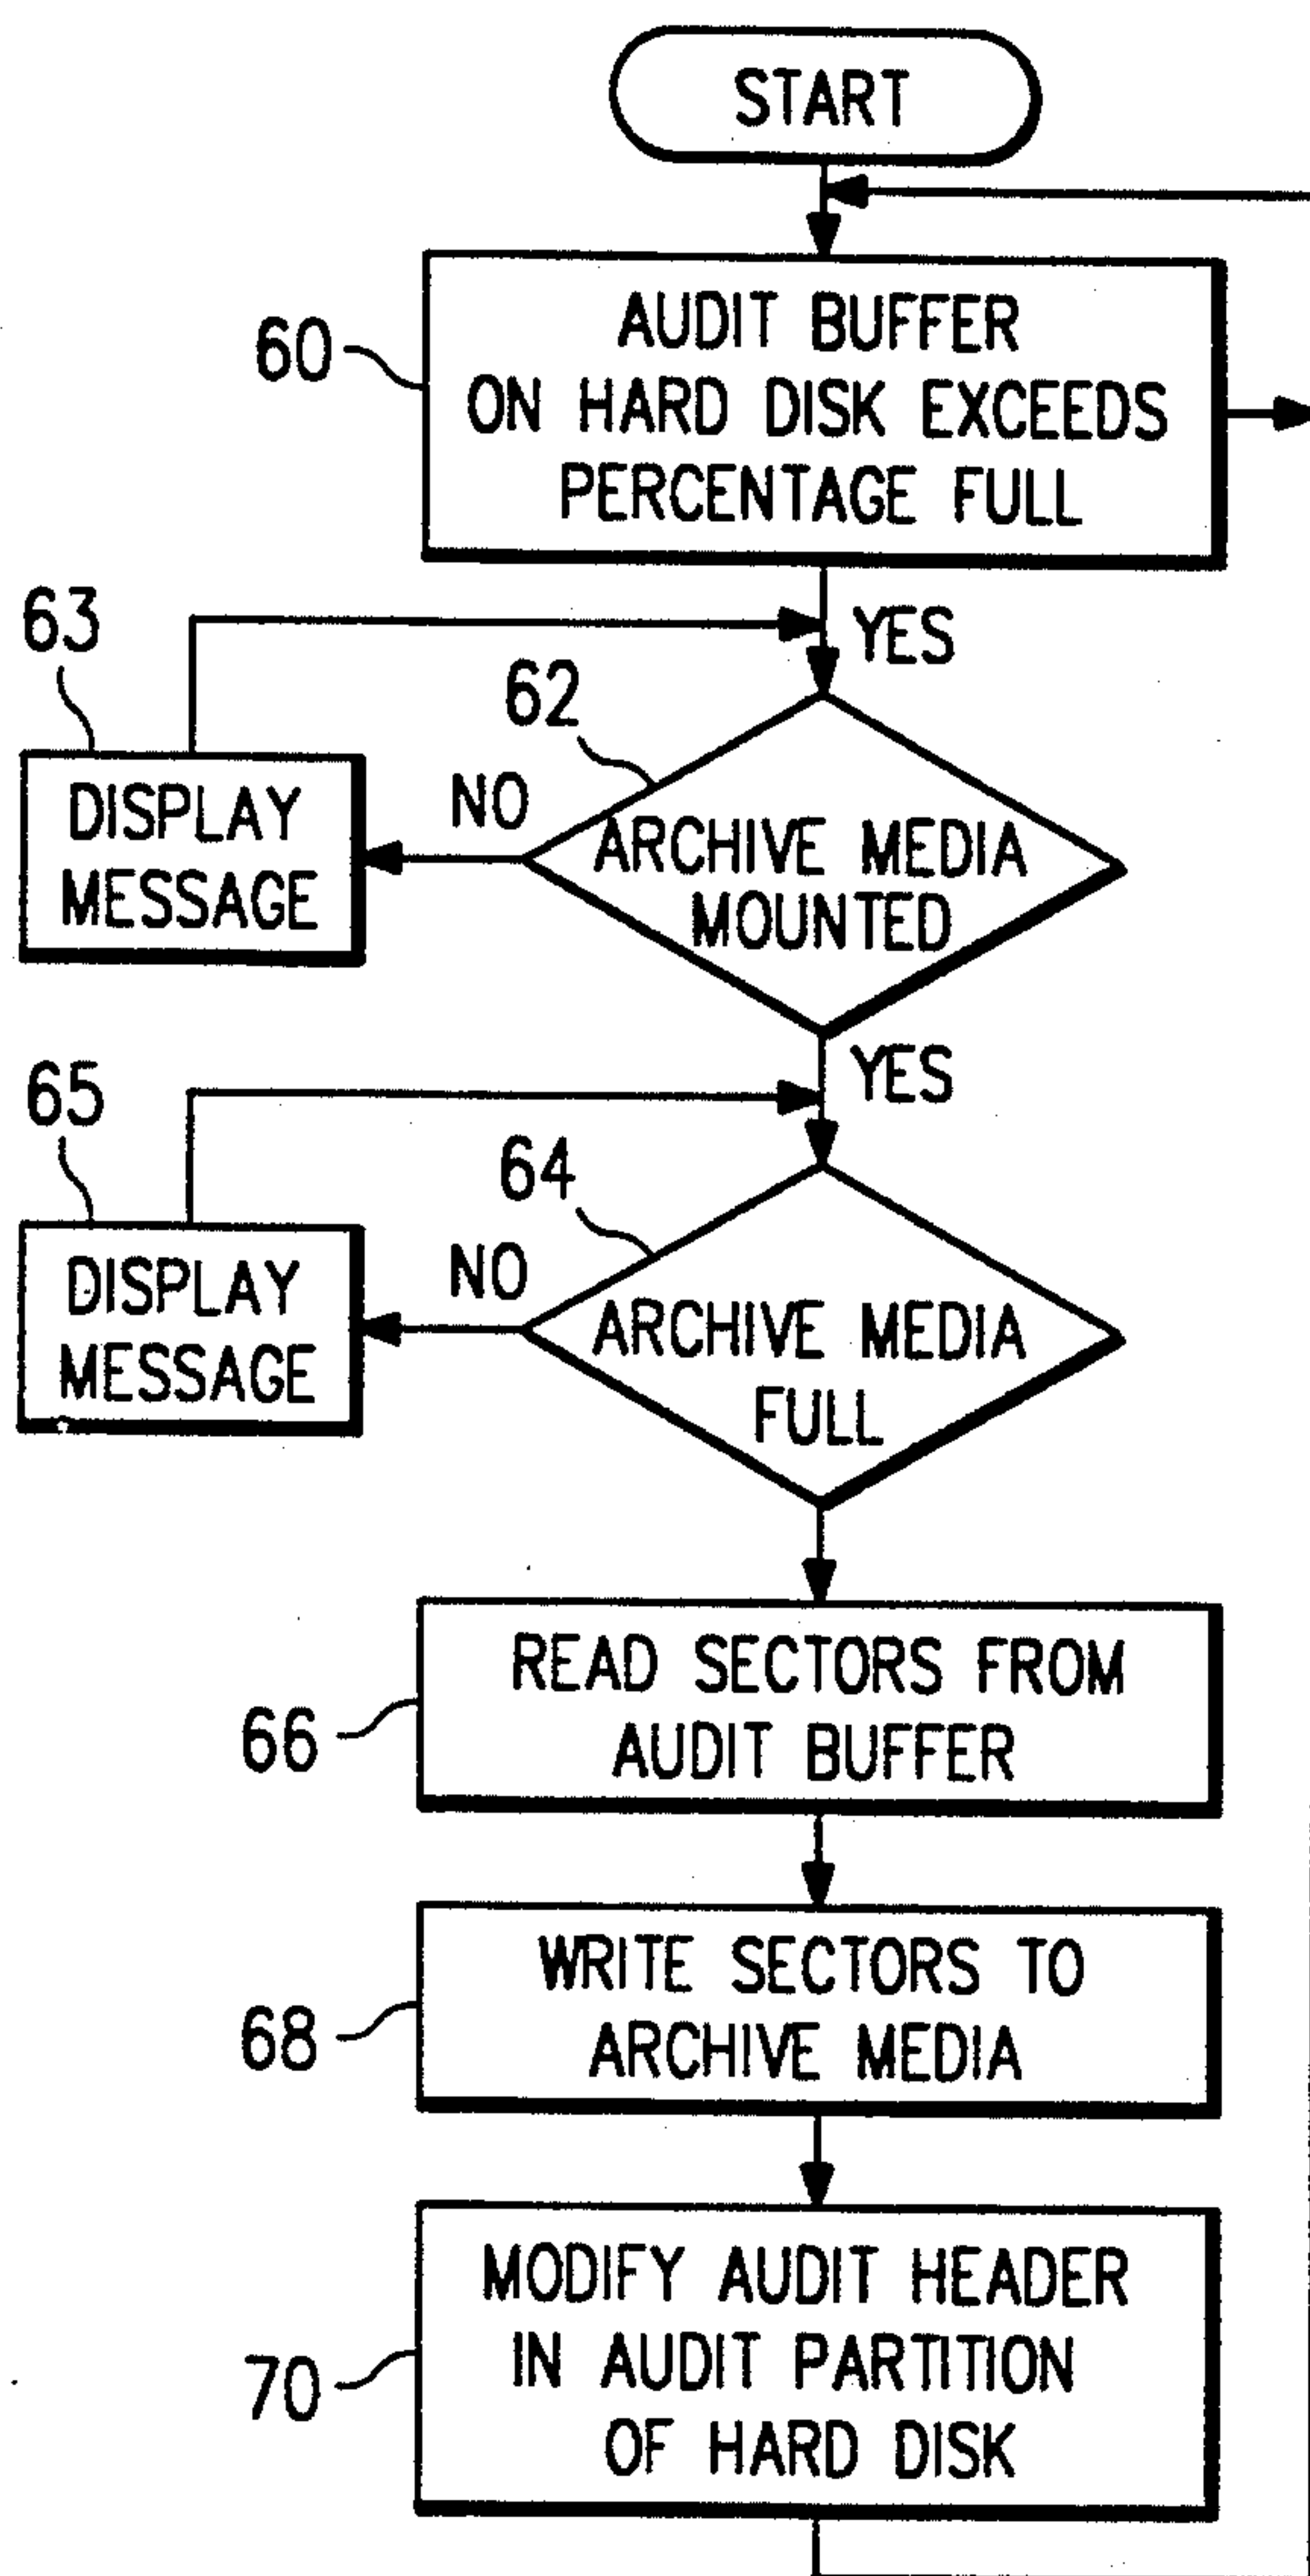 START
60
AUDIT BUFFER
ON HARD DISK EXCEEDS
PERCENTAGE FULL
YES
63
62
DISPLAY
MESSAGE
NO
ARCHIVE MEDIA
MOUNTED
YES
65
64
DISPLAY
MESSAGE
NO
ARCHIVE MEDIA
FULL
66
READ SECTORS FROM
AUDIT BUFFER
68
WRITE SECTORS TO
ARCHIVE MEDIA
70
MODIFY AUDIT HEADER
IN AUDIT PARTITION
OF HARD DISK